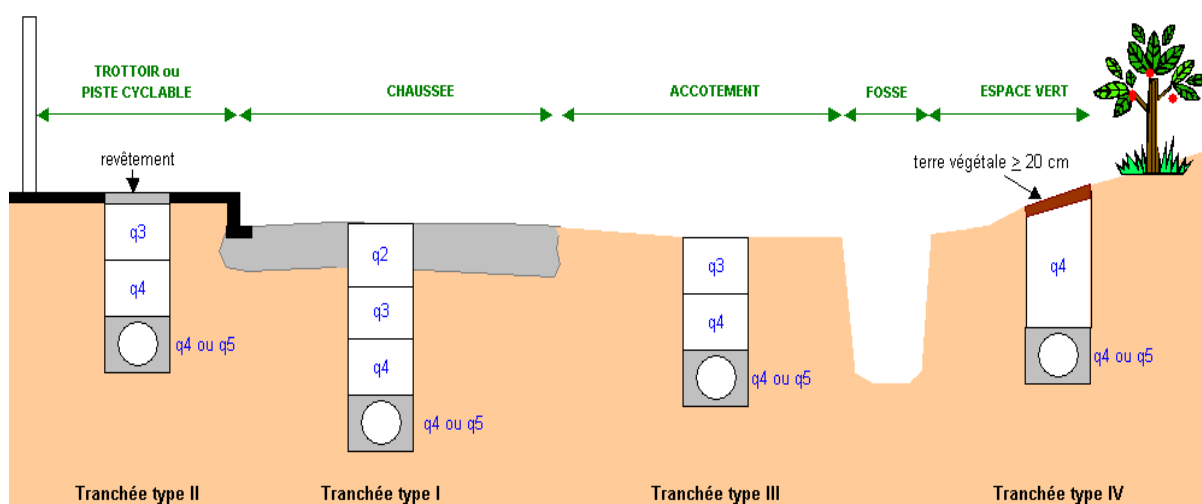 TROTTOIR ou
PISTE CYCLABLE
CHAUSSEE
ACCOTEMENT
FOSSE
ESPACE VERT
revêtement
terre végétale ≥ 20 cm
q3
q4
q4 ou q5
q2
q3
q4
q4 ou q5
q3
q4
q4 ou q5
q4
q4 ou q5
Tranchée type II
Tranchée type I
Tranchée type III
Tranchée type IV